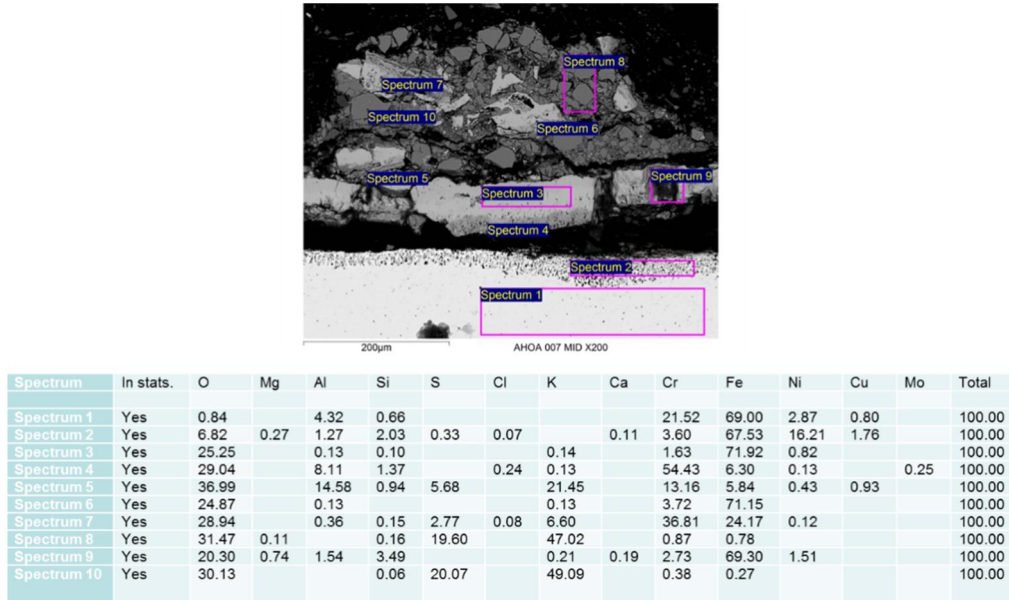 Spectrum 8
Spectrum 7
Spectrum 10
Spectrum 6
Spectrum 9
Spectrum 5
Spectrum 3
Spectrum 4
Spectrum 2
Spectrum 1
200µm AHOA 007 MID X200
Spectrum In stats. O Mg Al Si S Cl K Ca Cr Fe Ni Cu Mo Total
Spectrum 1 Yes 0.84 4.32 0.66 21.52 69.00 2.87 0.80 100.00
Spectrum 2 Yes 6.82 0.27 1.27 2.03 0.33 0.07 0.11 3.60 67.53 16.21 1.76 100.00
Spectrum 3 Yes 25.25 0.13 0.10 0.14 1.63 71.92 0.82 100.00
Spectrum 4 Yes 29.04 8.11 1.37 0.24 0.13 54.43 6.30 0.13 0.25 100.00
Spectrum 5 Yes 36.99 14.58 0.94 5.68 21.45 13.16 5.84 0.43 0.93 100.00
Spectrum 6 Yes 24.87 0.13 0.13 3.72 71.15 100.00
Spectrum 7 Yes 28.94 0.36 0.15 2.77 0.08 6.60 36.81 24.17 0.12 100.00
Spectrum 8 Yes 31.47 0.11 0.16 19.60 47.02 0.87 0.78 100.00
Spectrum 9 Yes 20.30 0.74 1.54 3.49 0.21 0.19 2.73 69.30 1.51 100.00
Spectrum 10 Yes 30.13 0.06 20.07 49.09 0.38 0.27 100.00